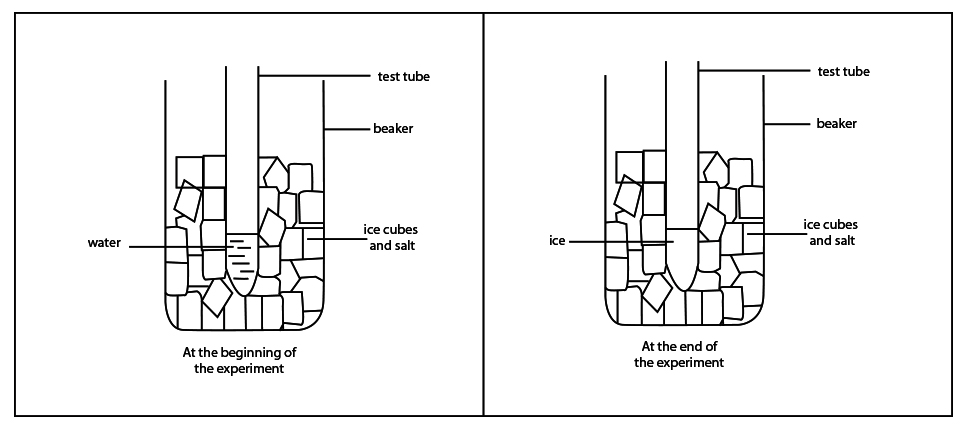 test tube
beaker
water
ice cubes
and salt
At the beginning of
the experiment
test tube
beaker
ice
ice cubes
and salt
At the end of
the experiment